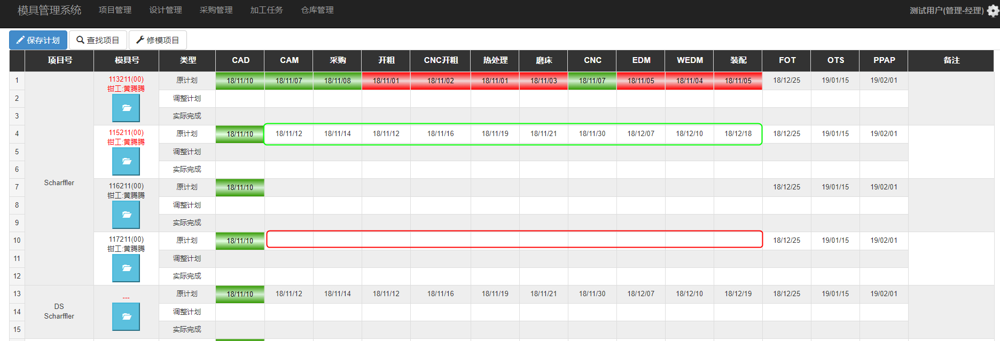 模具管理系统 项目管理 设计管理 采购管理 加工任务 仓库管理 测试用户(管理-经理)
保存计划 查找项目 修模项目
项目号 模具号 类型 CAD CAM 采购 开粗 CNC开粗 热处理 磨床 CNC EDM WEDM 装配 FOT OTS PPAP 备注
1 113211(00) 原计划 18/11/10 18/11/07 18/11/08 18/11/01 18/11/02 18/11/01 18/11/03 18/11/07 18/11/05 18/11/04 18/11/05 18/12/25 19/01/15 19/02/01
钳工:黄腾腾
2 调整计划
3 实际完成
4 115211(00) 原计划 18/11/10 18/11/12 18/11/14 18/11/12 18/11/16 18/11/19 18/11/21 18/11/30 18/12/07 18/12/10 18/12/18 18/12/25 19/01/15 19/02/01
钳工:黄腾腾
5 调整计划
6 实际完成
Scharffler
7 116211(00) 原计划 18/11/10 18/12/25 19/01/15 19/02/01
钳工:黄腾腾
8 调整计划
9 实际完成
10 117211(00) 原计划 18/11/10 18/12/25 19/01/15 19/02/01
钳工:黄腾腾
11 调整计划
12 实际完成
13 --- 原计划 18/11/10 18/11/12 18/11/14 18/11/12 18/11/16 18/11/19 18/11/21 18/11/30 18/12/07 18/12/10 18/12/19 18/12/25 19/01/15 19/02/01
DS
14 调整计划
Scharffler
15 实际完成